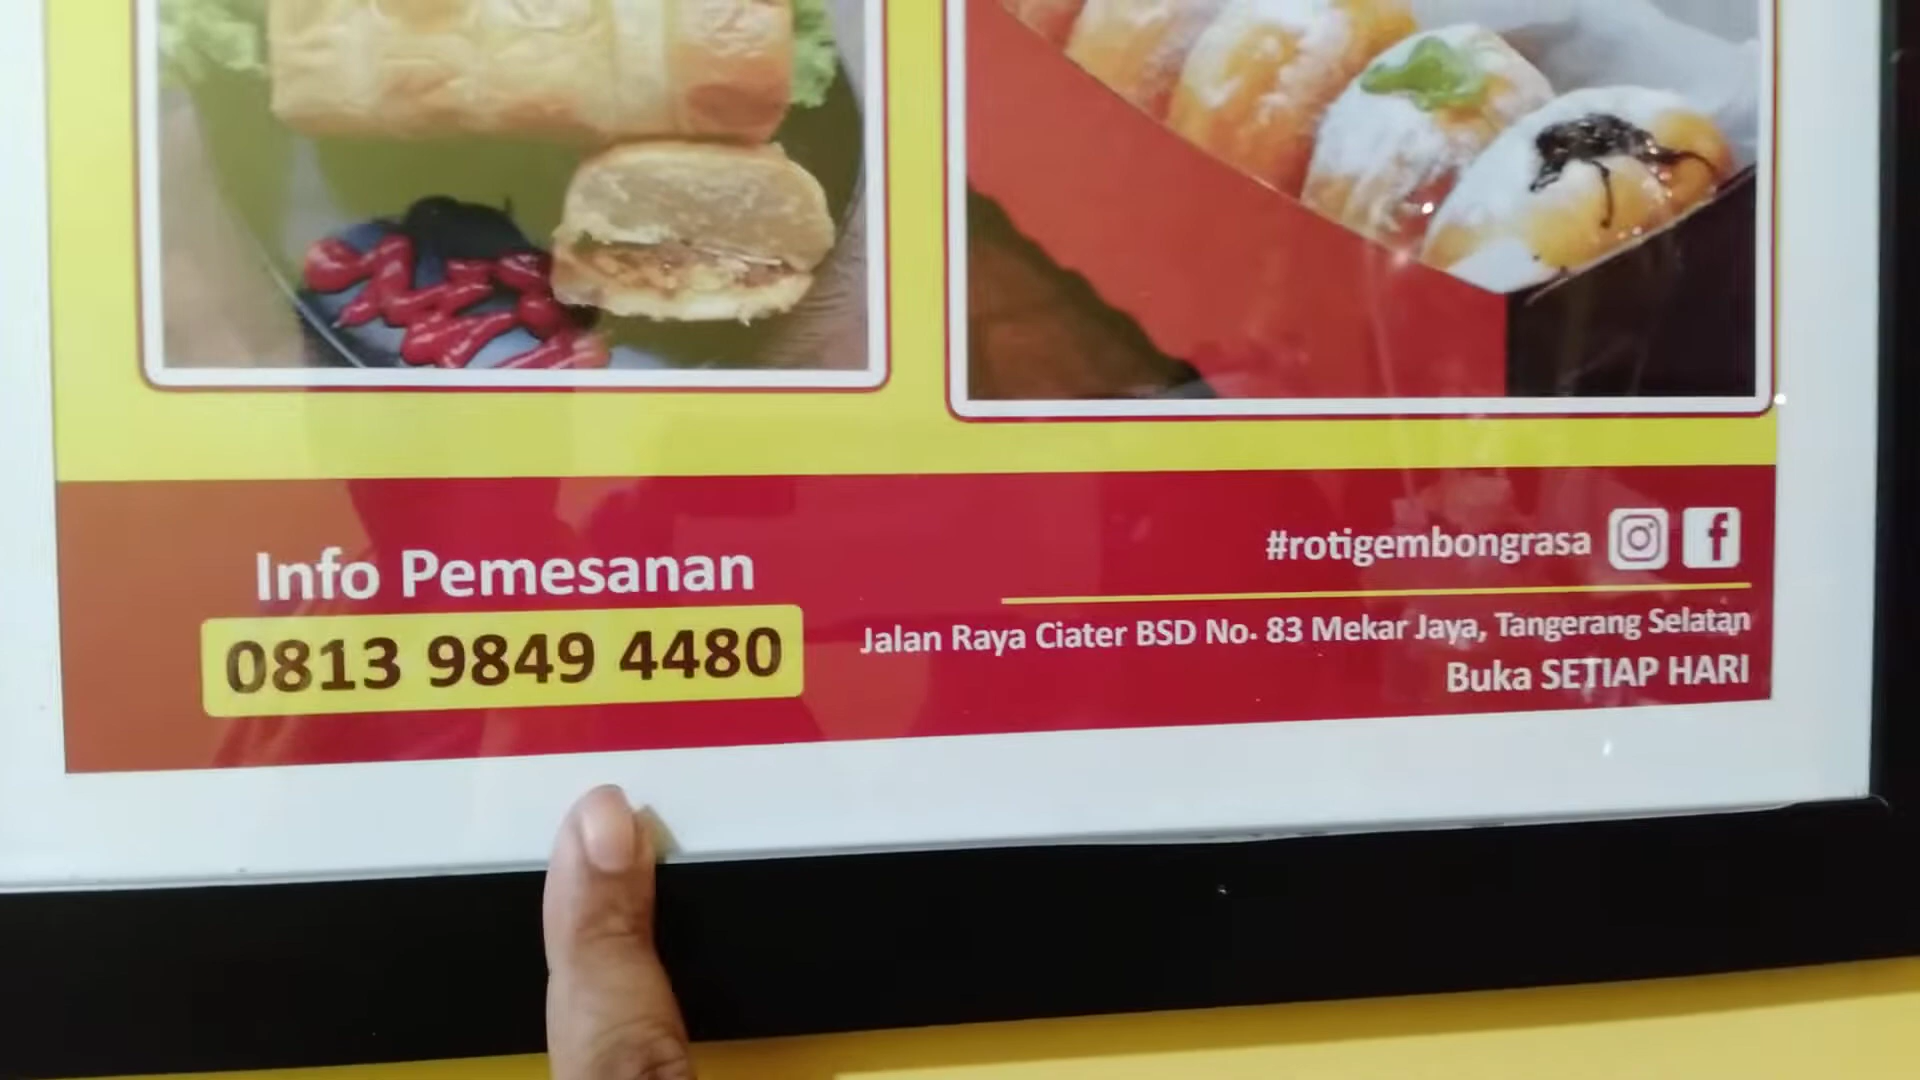 Info Pemesanan
0813 9849 4480
#rotigembongrasa
Jalan Raya Ciater BSD No. 83 Mekar Jaya, Tangerang Selatan
Buka SETIAP HARI